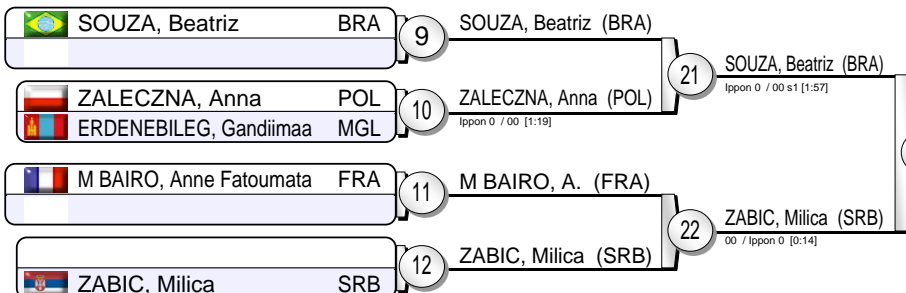 SOUZA, Beatriz BRA
9
SOUZA, Beatriz (BRA)
21
SOUZA, Beatriz (BRA)
Ippon 0 / 00 s1 [1:57]
ZALECZNA, Anna POL
ERDENEBILEG, Gandiimaa MGL
10
ZALECZNA, Anna (POL)
Ippon 0 / 00 [1:19]
M BAIRO, Anne Fatoumata FRA
11
M BAIRO, A. (FRA)
22
ZABIC, Milica (SRB)
00 / Ippon 0 [0:14]
12
ZABIC, Milica (SRB)
ZABIC, Milica SRB